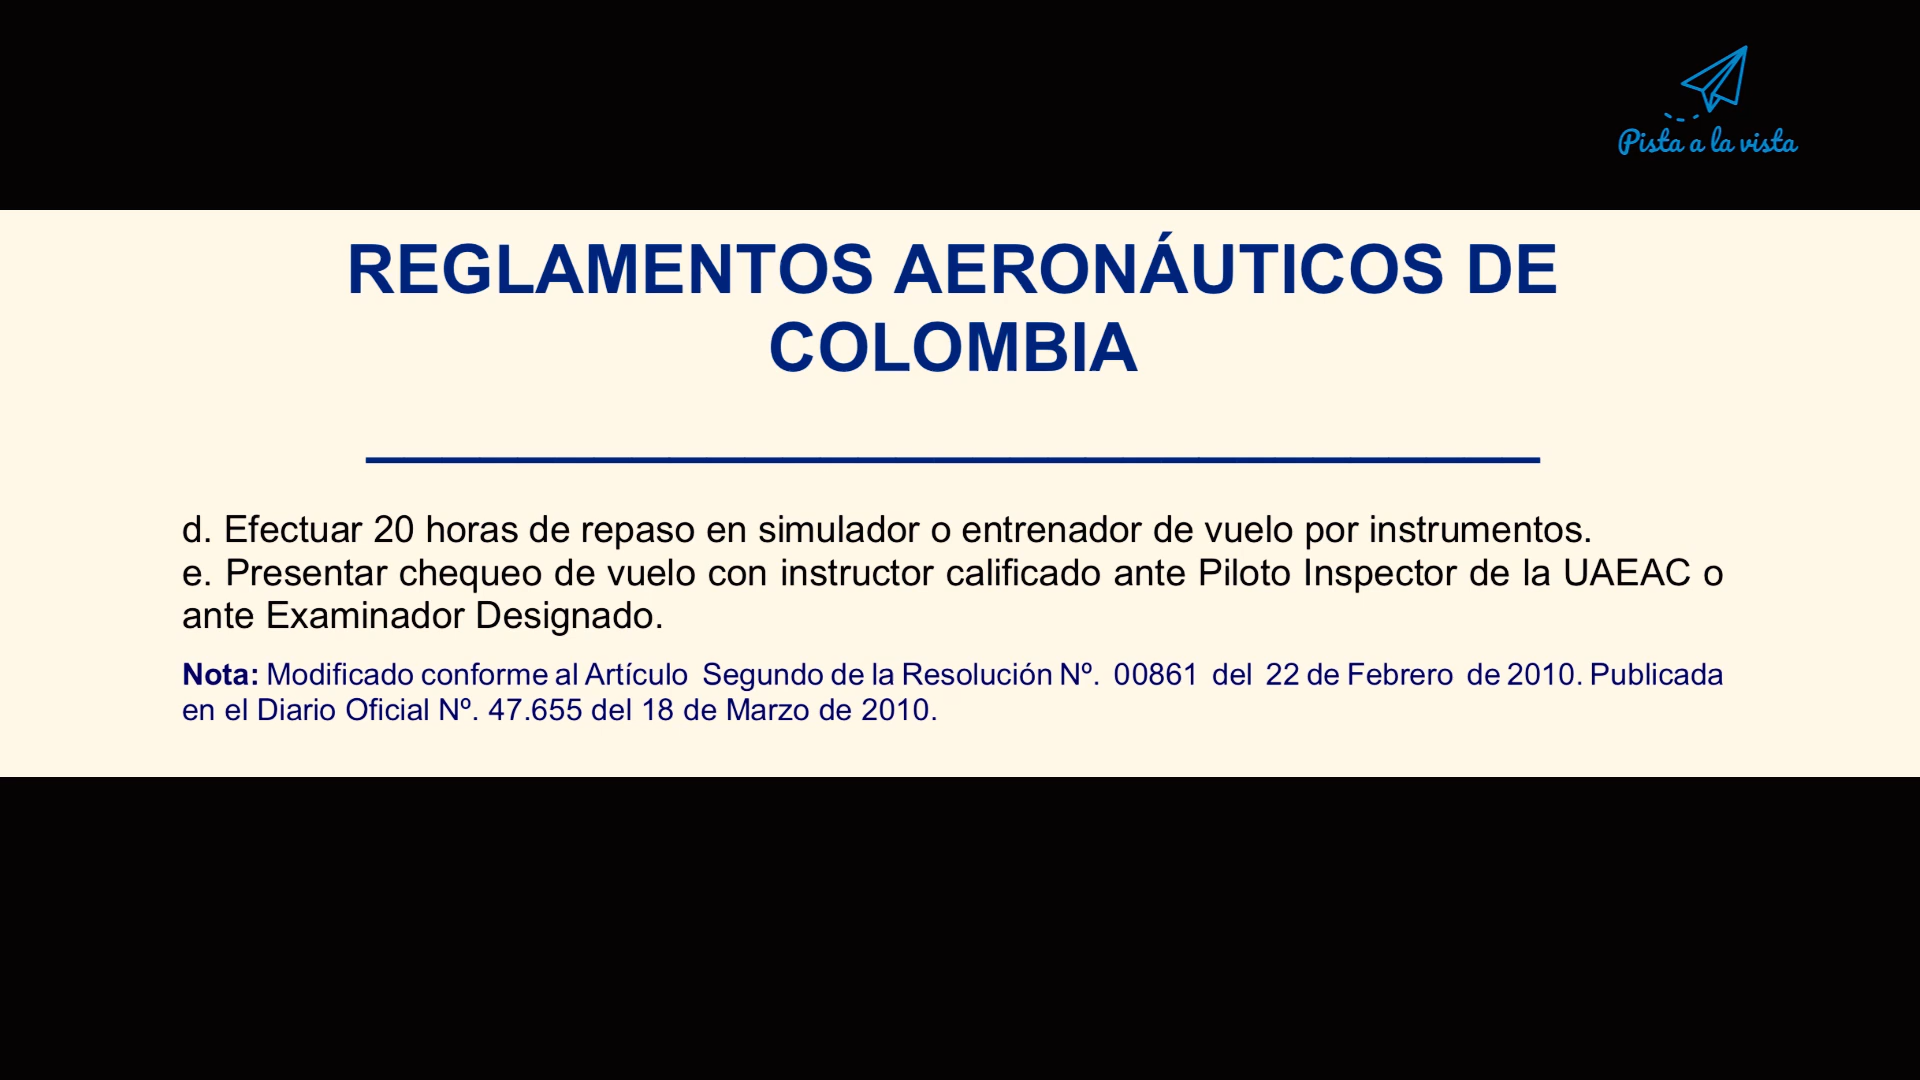 Pista a la vista
REGLAMENTOS AERONÁUTICOS DE
COLOMBIA
d. Efectuar 20 horas de repaso en simulador o entrenador de vuelo por instrumentos.
e. Presentar chequeo de vuelo con instructor calificado ante Piloto Inspector de la UAEAC o
ante Examinador Designado.
Nota: Modificado conforme al Artículo Segundo de la Resolución Nº. 00861 del 22 de Febrero de 2010. Publicada
en el Diario Oficial Nº. 47.655 del 18 de Marzo de 2010.